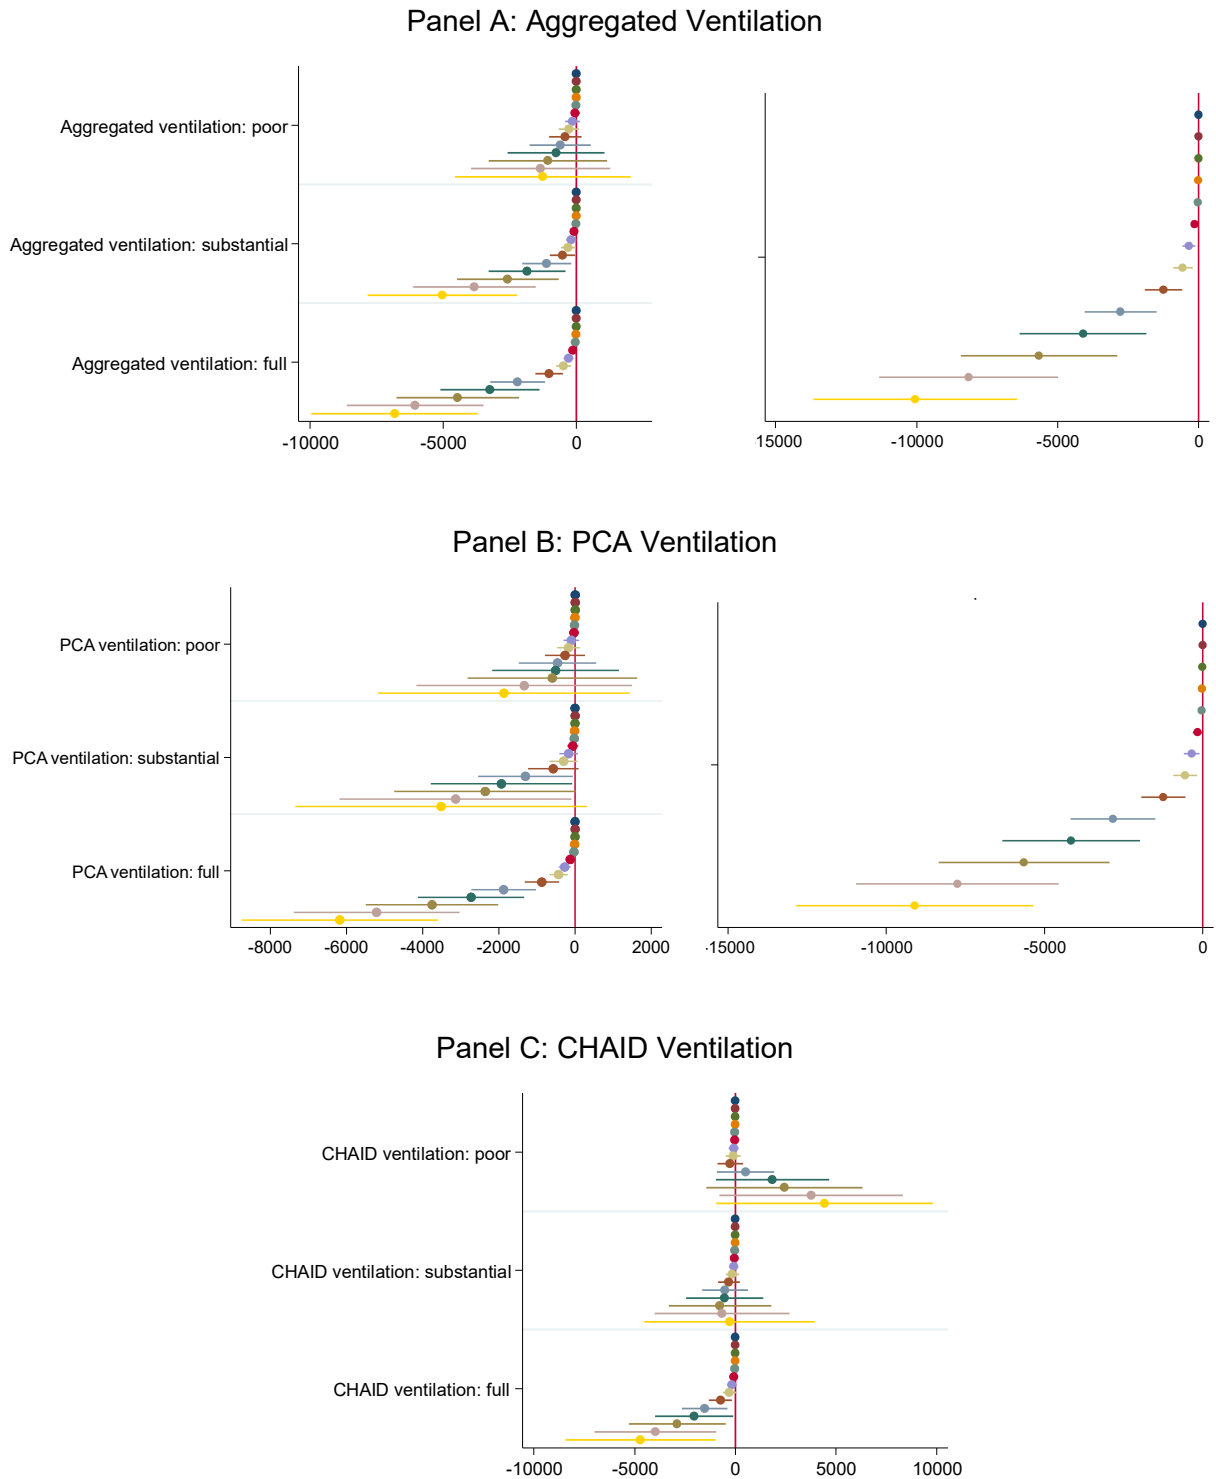 Panel A: Aggregated Ventilation
Aggregated ventilation: poor
Aggregated ventilation: substantial
Aggregated ventilation: full
-10000 -5000 0
15000 -10000 -5000 0
Panel B: PCA Ventilation
PCA ventilation: poor
PCA ventilation: substantial
PCA ventilation: full
-8000 -6000 -4000 -2000 0 2000
-15000 -10000 -5000 0
Panel C: CHAID Ventilation
CHAID ventilation: poor
CHAID ventilation: substantial
CHAID ventilation: full
-10000 -5000 0 5000 10000